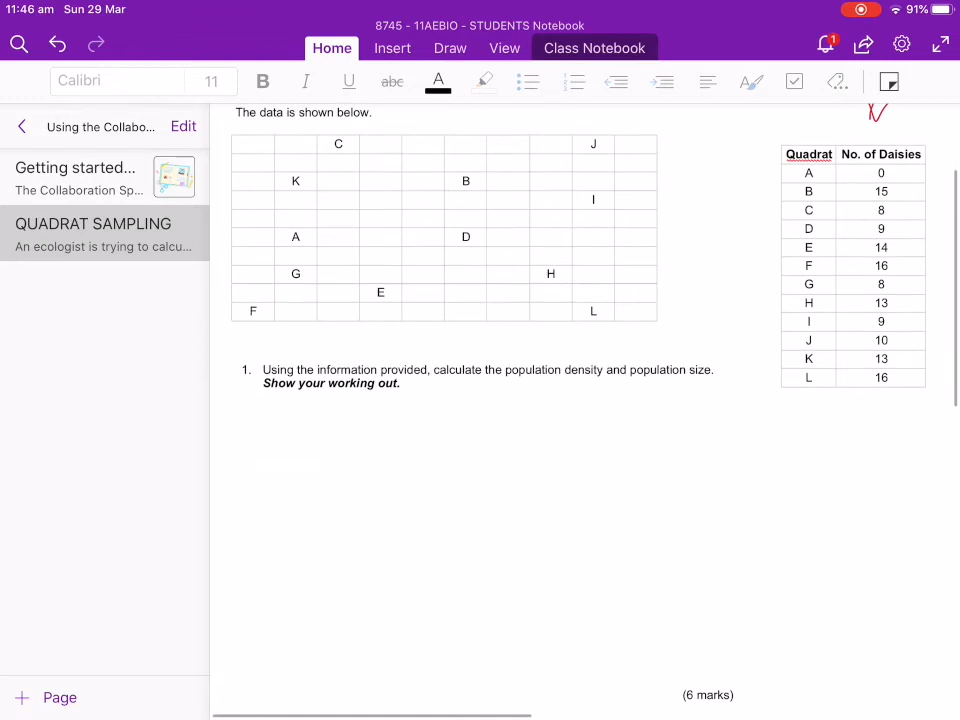 11:46 am Sun 29 Mar
91%
8745 - 11AEBIO - STUDENTS Notebook
Home Insert Draw View Class Notebook
1
Calibri 11 B I U abc A
Using the Collabo... Edit
Getting started...
The Collaboration Sp...
QUADRAT SAMPLING
An ecologist is trying to calcu...
Page
The data is shown below.
C J
K B
I
A D
G H
E
F L
Quadrat No. of Daisies
A 0
B 15
C 8
D 9
E 14
F 16
G 8
H 13
I 9
J 10
K 13
L 16
1. Using the information provided, calculate the population density and population size.
Show your working out.
(6 marks)